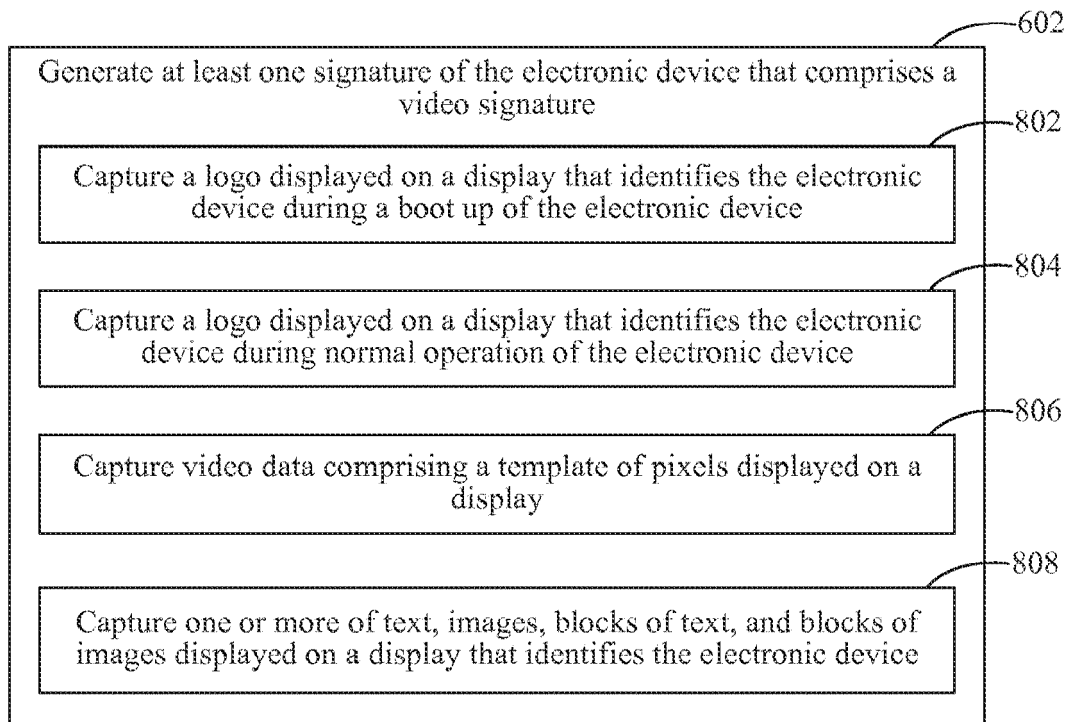 602
Generate at least one signature of the electronic device that comprises a
video signature
802
Capture a logo displayed on a display that identifies the electronic
device during a boot up of the electronic device
804
Capture a logo displayed on a display that identifies the electronic
device during normal operation of the electronic device
806
Capture video data comprising a template of pixels displayed on a
display
808
Capture one or more of text, images, blocks of text, and blocks of
images displayed on a display that identifies the electronic device